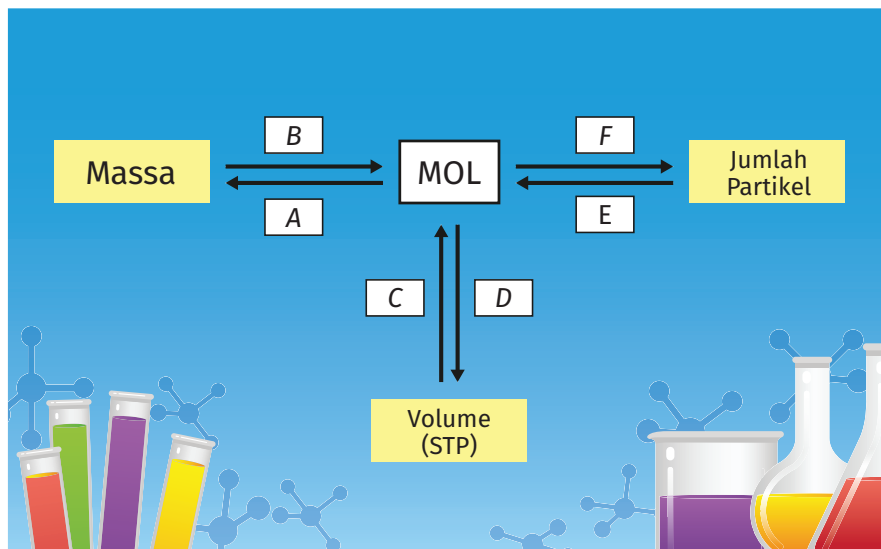 B
F
Massa
MOL
Jumlah
Partikel
A
E
C
D
Volume
(STP)